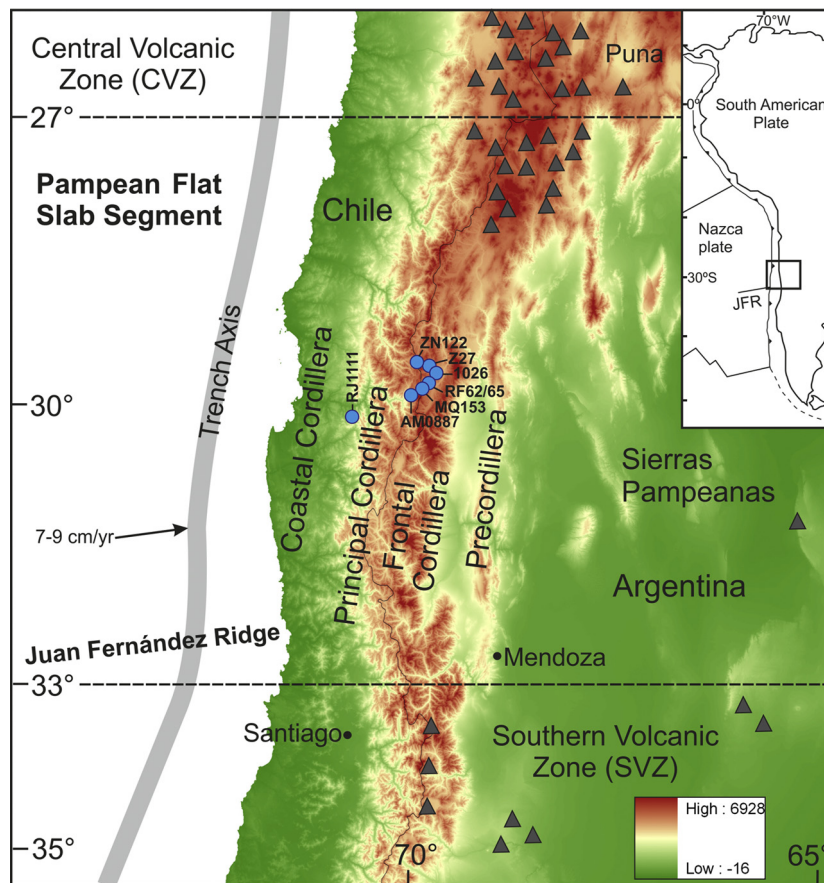 Central Volcanic
Zone (CVZ)
Puna
70°W
0°
South American
Plate
Nazca
plate
30°S
JFR
27°
Pampean Flat
Slab Segment
Chile
Trench Axis
ZN122
Z27
1026
RF62/65
MQ153
AM0887
RJ1111
30°
Coastal Cordillera
Principal Cordillera
Frontal
Cordillera
Precordillera
Sierras
Pampeanas
7-9 cm/yr
Argentina
Juan Fernández Ridge
Mendoza
33°
Santiago
Southern Volcanic
Zone (SVZ)
High : 6928
Low : -16
35°
70°
65°